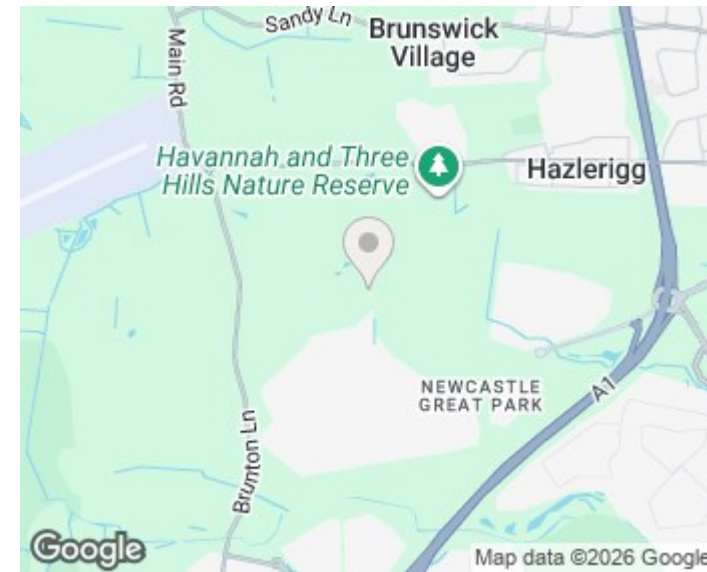 Sandy Ln
Brunswick
Village
Main Rd
Havannah and Three
Hills Nature Reserve
Hazlerigg
NEWCASTLE
GREAT PARK
A1
Brunton Ln
Google
Map data ©2026 Google